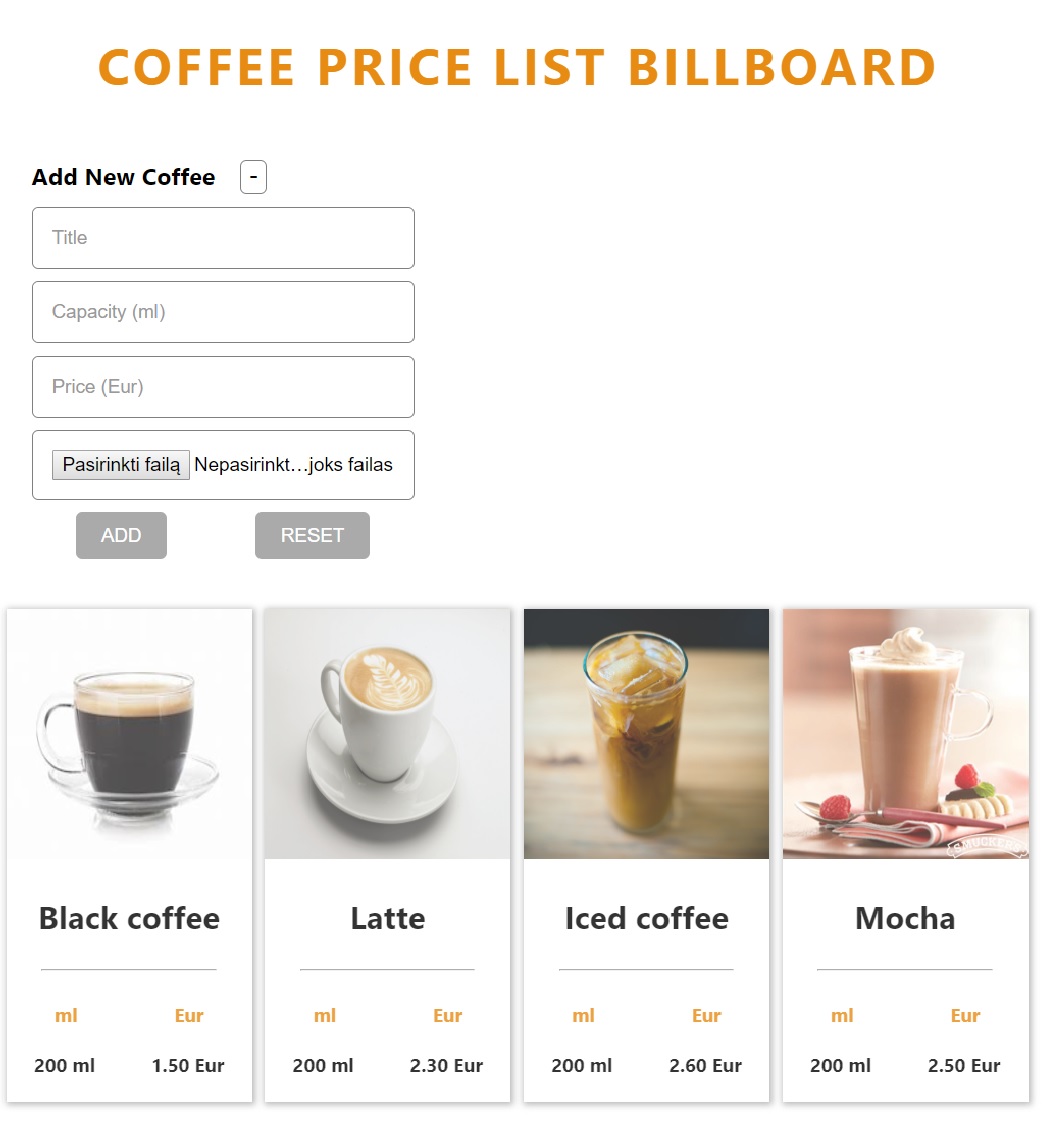 COFFEE PRICE LIST BILLBOARD
Add New Coffee -
Title
Capacity (ml)
Price (Eur)
Pasirinkti failą Nepasirinkt…joks failas
ADD RESET
SMUCKER'S
Black coffee Latte Iced coffee Mocha
ml Eur ml Eur ml Eur ml Eur
200 ml 1.50 Eur 200 ml 2.30 Eur 200 ml 2.60 Eur 200 ml 2.50 Eur